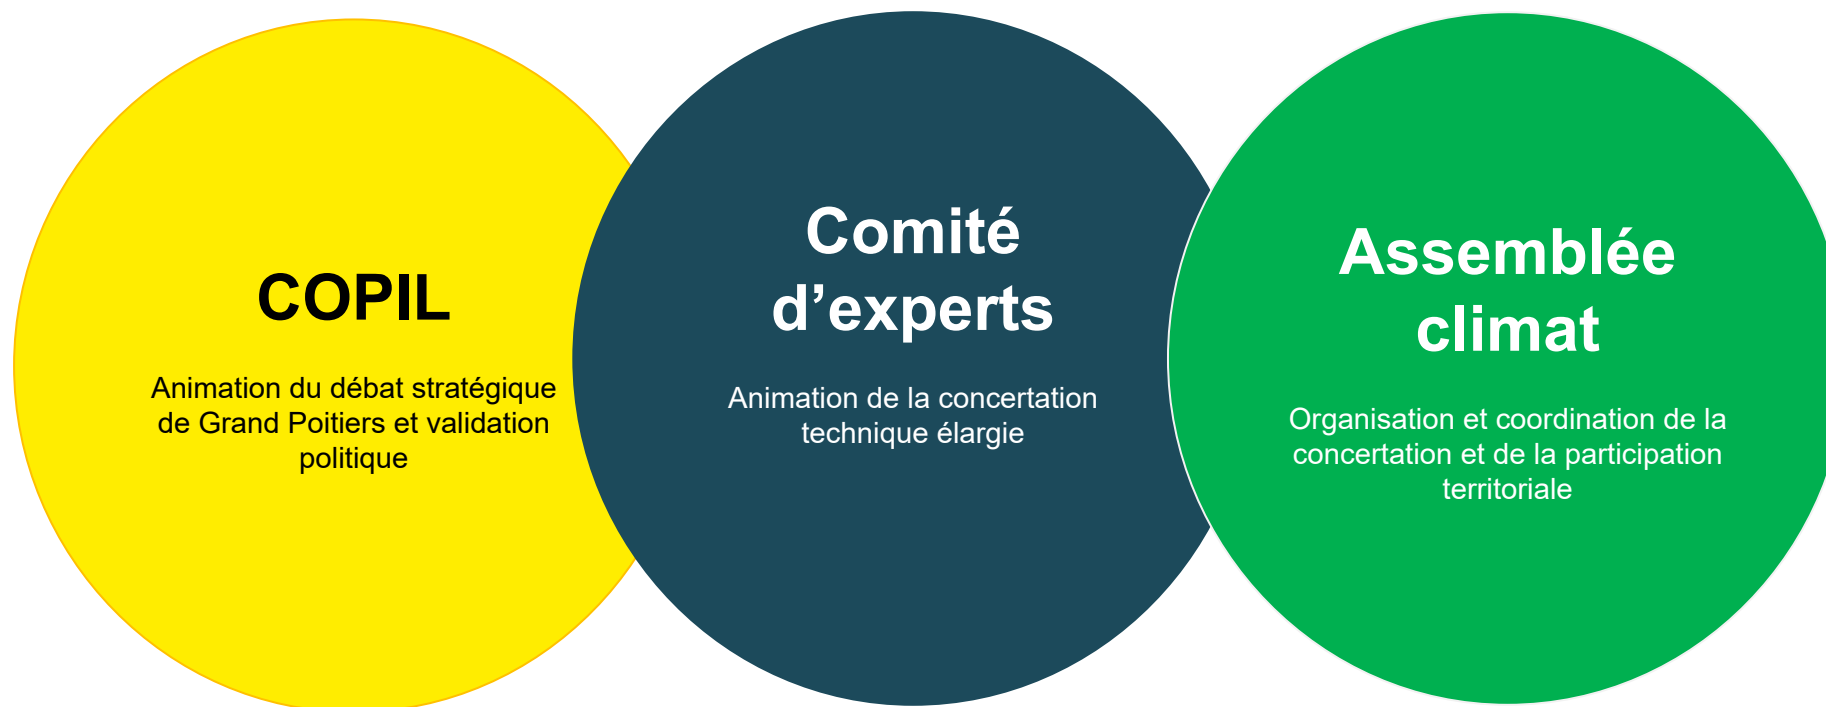 COPIL
Animation du débat stratégique
de Grand Poitiers et validation
politique
Comité
d’experts
Animation de la concertation
technique élargie
Assemblée
climat
Organisation et coordination de la
concertation et de la participation
territoriale